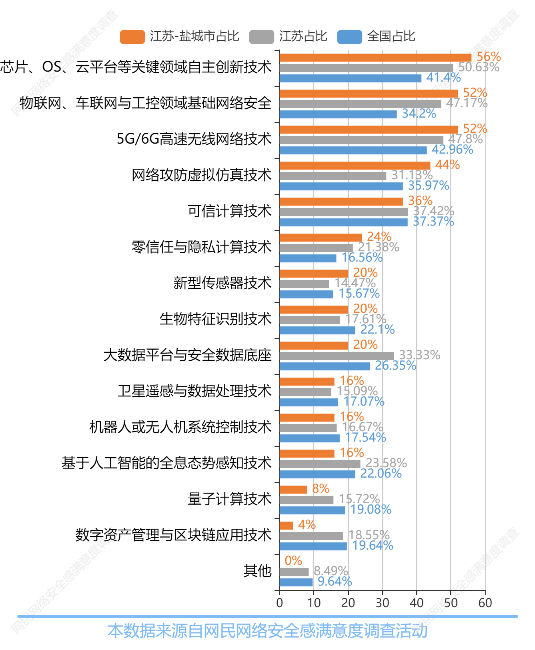 江苏-盐城市占比 江苏占比 全国占比
芯片、OS、云平台等关键领域自主创新技术 56% 50.63% 41.4%
物联网、车联网与工控领域基础网络安全 52% 47.17% 34.2%
5G/6G高速无线网络技术 52% 47.8% 42.96%
网络攻防虚拟仿真技术 44% 31.13% 35.97%
可信计算技术 36% 37.42% 37.37%
零信任与隐私计算技术 24% 21.38% 16.56%
新型传感器技术 20% 14.47% 15.67%
生物特征识别技术 20% 17.61% 22.1%
大数据平台与安全数据底座 20% 33.33% 26.35%
卫星遥感与数据处理技术 16% 15.09% 17.07%
机器人或无人机系统控制技术 16% 16.67% 17.54%
基于人工智能的全息态势感知技术 16% 23.58% 22.06%
量子计算技术 8% 15.72% 19.08%
数字资产管理与区块链应用技术 4% 18.55% 19.64%
其他 0% 8.49% 9.64%
0 10 20 30 40 50 60
本数据来源自网民网络安全感满意度调查活动